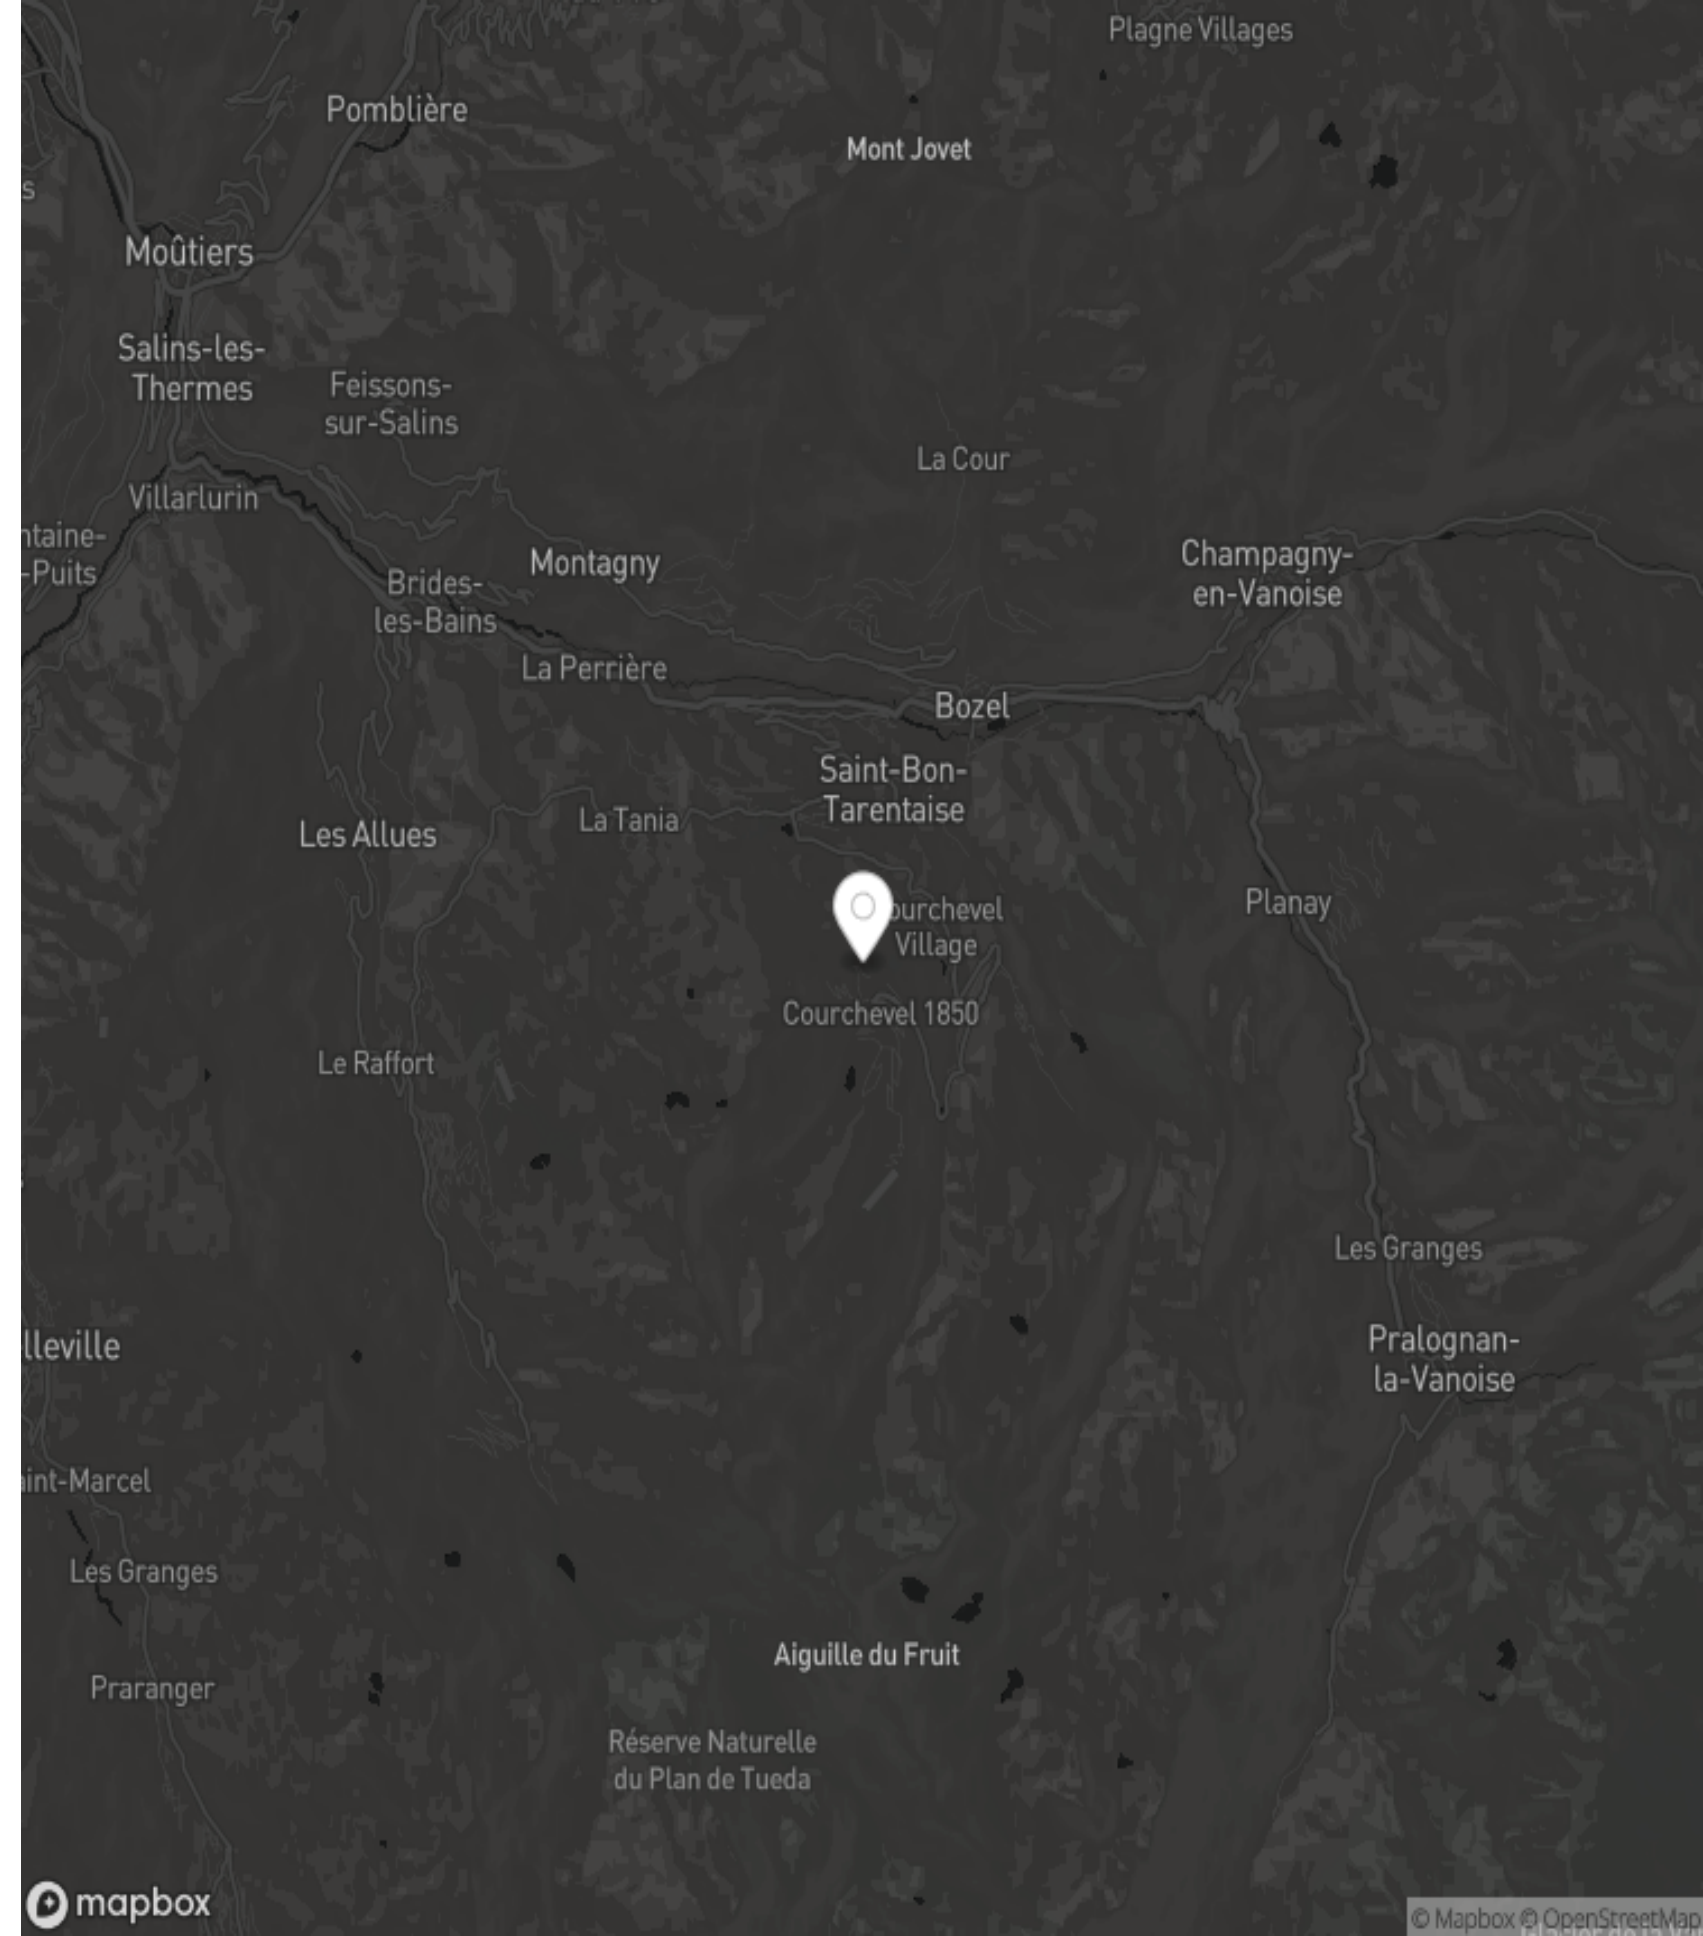 Plagne Villages
Pomblière
Mont Jovet
s
Moûtiers
Salins-les-
Thermes
Feissons-
sur-Salins
La Cour
Villarlurin
ntaine-
-Puits
Champagny-
en-Vanoise
Montagny
Brides-
les-Bains
La Perrière
Bozel
Saint-Bon-
Tarentaise
La Tania
Les Allues
Planay
ourchevel
Village
Courchevel 1850
Le Raffort
Les Granges
lleville
Pralognan-
la-Vanoise
int-Marcel
Les Granges
Aiguille du Fruit
Praranger
Réserve Naturelle
du Plan de Tueda
mapbox
© Mapbox © OpenStreetMap